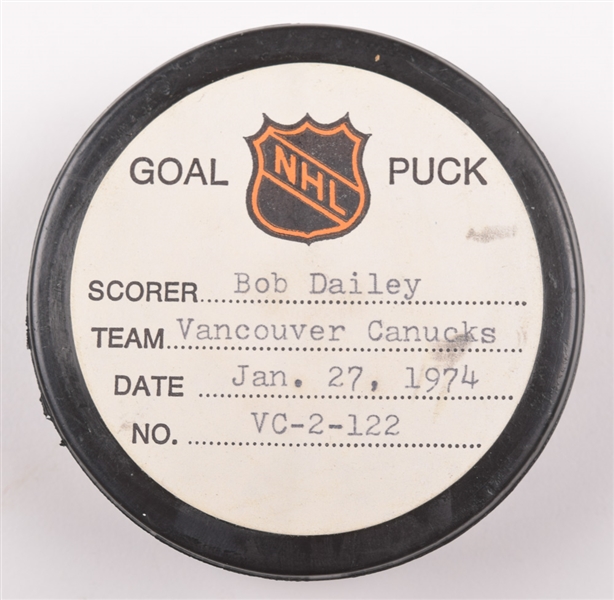 GOAL NHL PUCK
SCORER Bob Dailey
TEAM Vancouver Canucks
DATE Jan. 27, 1974
NO. VC-2-122